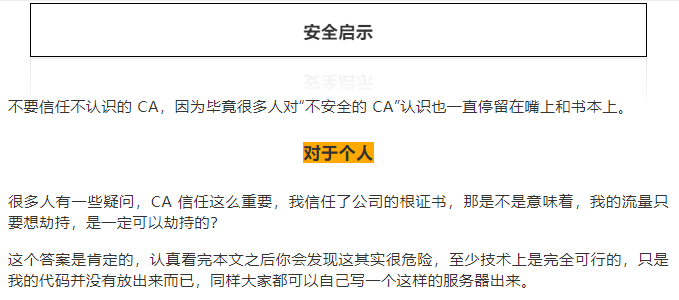 安全启示
不要信任不认识的 CA，因为毕竟很多人对“不安全的 CA”认识也一直停留在嘴上和书本上。
对于个人
很多人有一些疑问，CA 信任这么重要，我信任了公司的根证书，那是不是意味着，我的流量只
要想劫持，是一定可以劫持的？
这个答案是肯定的，认真看完本文之后你会发现这其实很危险，至少技术上是完全可行的，只是
我的代码并没有放出来而已，同样大家都可以自己写一个这样的服务器出来。